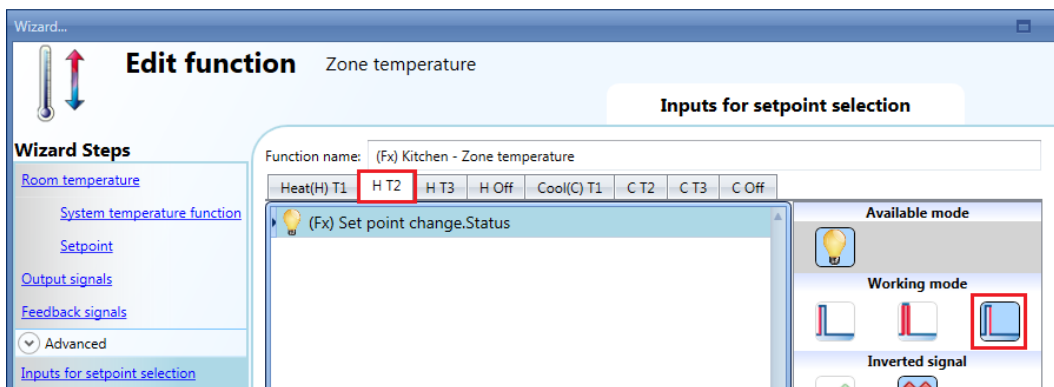 Wizard...
Edit function Zone temperature
Inputs for setpoint selection
Wizard Steps
Room temperature
System temperature function
Setpoint
Output signals
Feedback signals
Advanced
Inputs for setpoint selection
Function name: (Fx) Kitchen - Zone temperature
Heat(H) T1 H T2 H T3 H Off Cool(C) T1 C T2 C T3 C Off
(Fx) Set point change.Status
Available mode
Working mode
Inverted signal